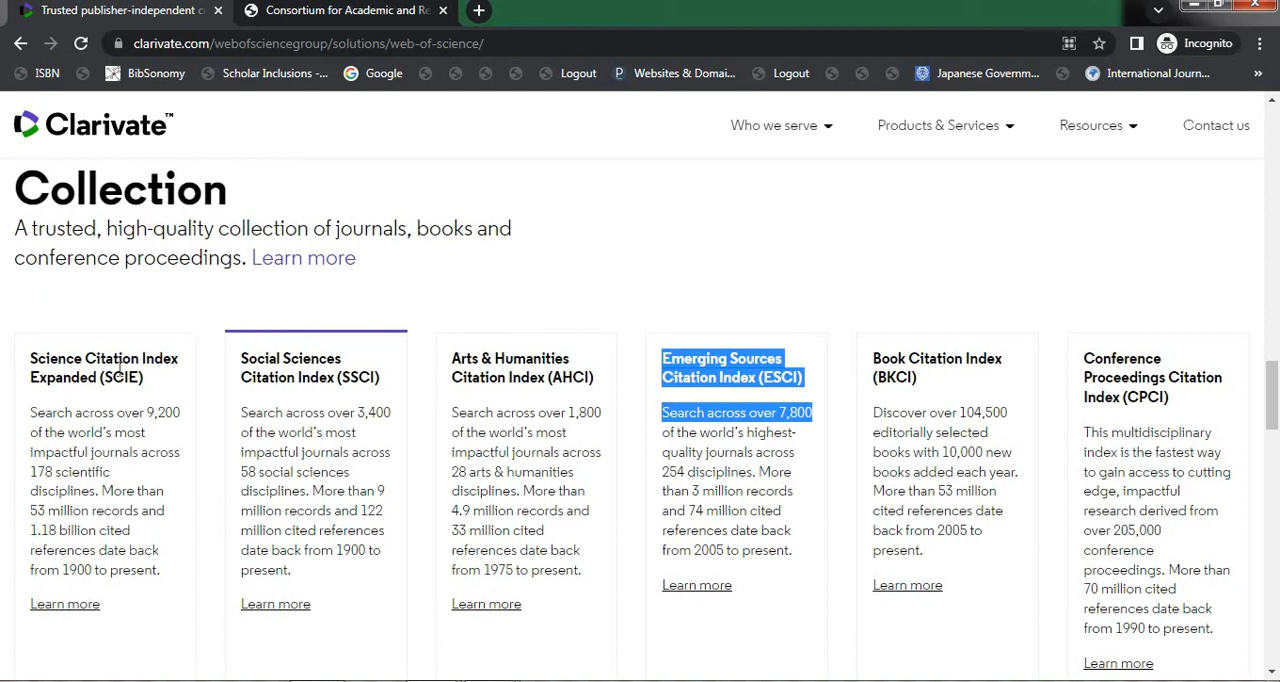 Trusted publisher-independent c
Consortium for Academic and Re
clarivate.com/webofsciencegroup/solutions/web-of-science/
Incognito
ISBN
BibSonomy
Scholar Inclusions -...
Google
Logout
Websites & Domai...
Logout
Japanese Governm...
International Journ...
»
Clarivate™
Who we serve
Products & Services
Resources
Contact us
Collection
A trusted, high-quality collection of journals, books and
conference proceedings. Learn more
Science Citation Index
Expanded (SCIE)
Search across over 9,200
of the world's most
impactful journals across
178 scientific
disciplines. More than
53 million records and
1.18 billion cited
references date back
from 1900 to present.
Learn more
Social Sciences
Citation Index (SSCI)
Search across over 3,400
of the world's most
impactful journals across
58 social sciences
disciplines. More than 9
million records and 122
million cited references
date back from 1900 to
present.
Learn more
Arts & Humanities
Citation Index (AHCI)
Search across over 1,800
of the world's most
impactful journals across
28 arts & humanities
disciplines. More than
4.9 million records and
33 million cited
references date back
from 1975 to present.
Learn more
Emerging Sources
Citation Index (ESCI)
Search across over 7,800
of the world's highest-
quality journals across
254 disciplines. More
than 3 million records
and 74 million cited
references date back
from 2005 to present.
Learn more
Book Citation Index
(BKCI)
Discover over 104,500
editorially selected
books with 10,000 new
books added each year.
More than 53 million
cited references date
back from 2005 to
present.
Learn more
Conference
Proceedings Citation
Index (CPCI)
This multidisciplinary
index is the fastest way
to gain access to cutting
edge, impactful
research derived from
over 205,000
conference
proceedings. More than
70 million cited
references date back
from 1990 to present.
Learn more